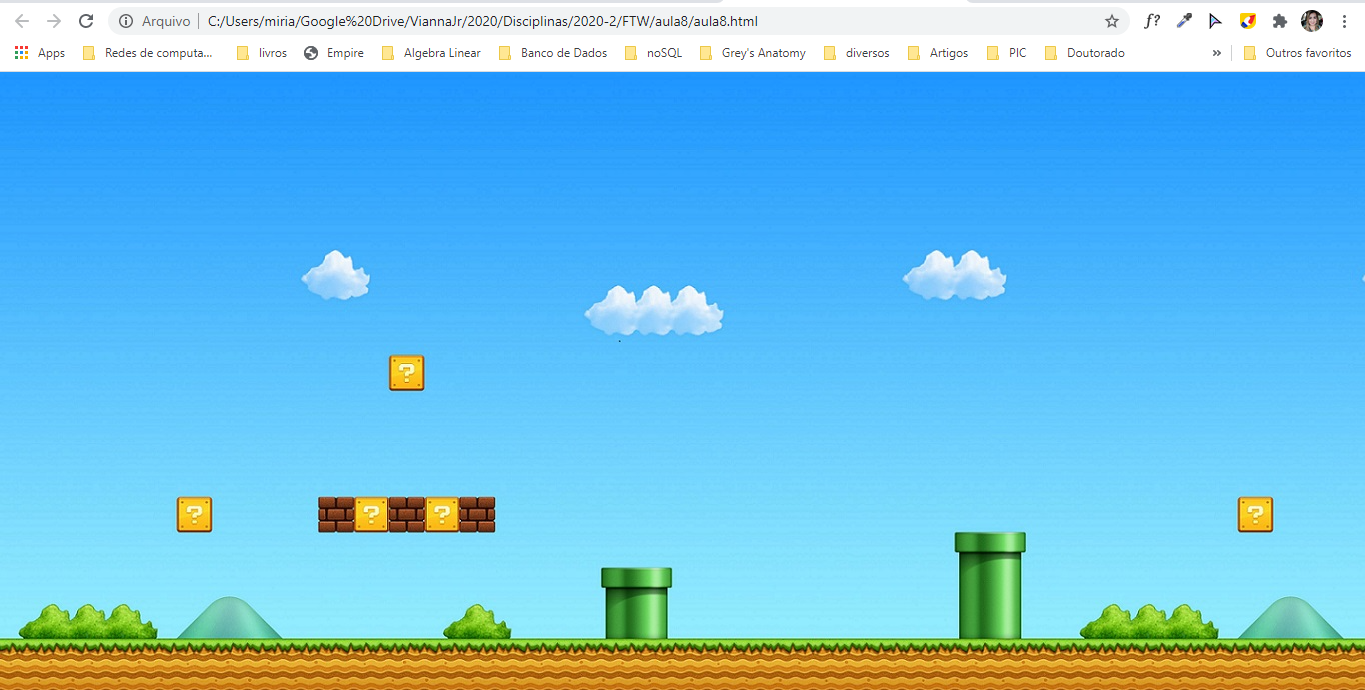 Arquivo C:/Users/miria/Google%20Drive/ViannaJr/2020/Disciplinas/2020-2/FTW/aula8/aula8.html f?
Apps Redes de computa... livros Empire Algebra Linear Banco de Dados noSQL Grey's Anatomy diversos Artigos PIC Doutorado » Outros favoritos
?
? ? ? ?